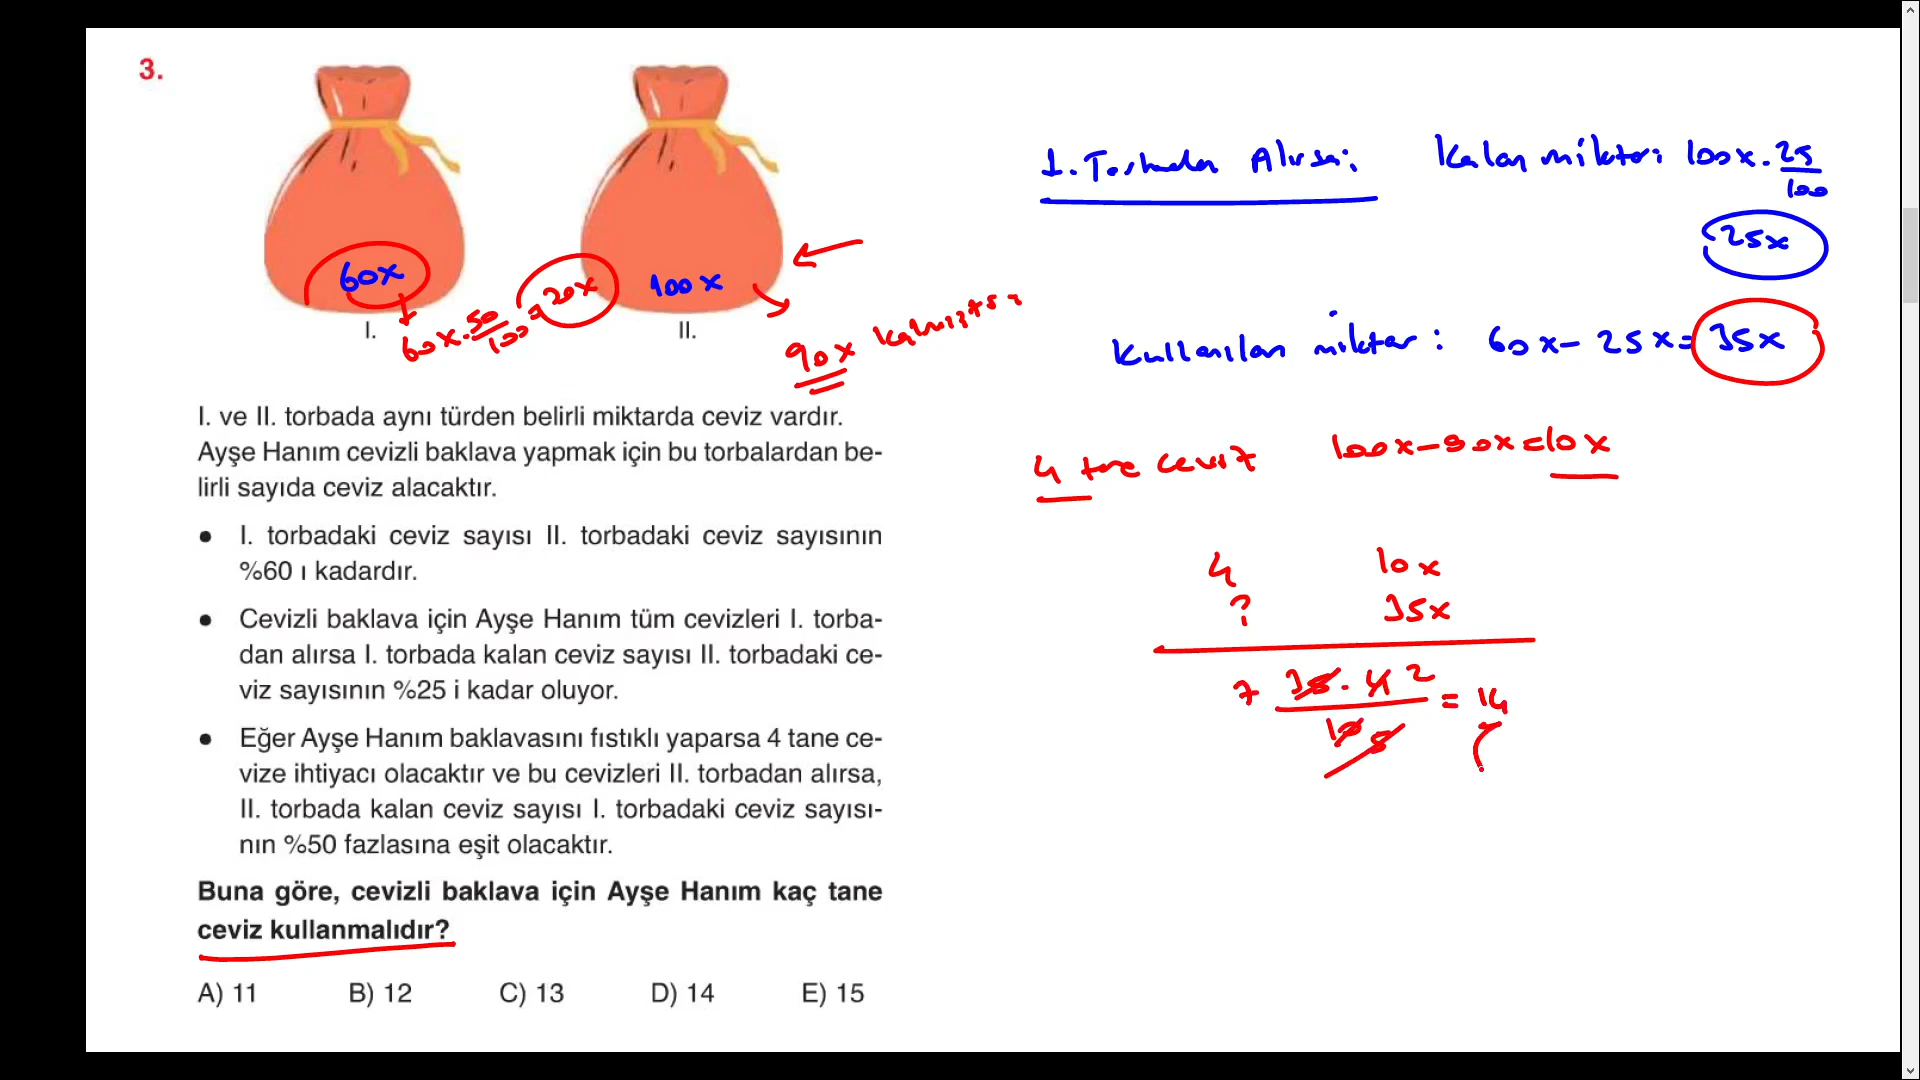 3.
60x
100x
I.
II.
60x. 50/100 = 20x
90x kalmıştı.
I. ve II. torbada aynı türden belirli miktarda ceviz vardır.
Ayşe Hanım cevizli baklava yapmak için bu torbalardan be-
lirli sayıda ceviz alacaktır.
• I. torbadaki ceviz sayısı II. torbadaki ceviz sayısının
%60 ı kadardır.
• Cevizli baklava için Ayşe Hanım tüm cevizleri I. torba-
dan alırsa I. torbada kalan ceviz sayısı II. torbadaki ce-
viz sayısının %25 i kadar oluyor.
• Eğer Ayşe Hanım baklavasını fıstıklı yaparsa 4 tane ce-
vize ihtiyacı olacaktır ve bu cevizleri II. torbadan alırsa,
II. torbada kalan ceviz sayısı I. torbadaki ceviz sayısı-
nın %50 fazlasına eşit olacaktır.
Buna göre, cevizli baklava için Ayşe Hanım kaç tane
ceviz kullanmalıdır?
A) 11 B) 12 C) 13 D) 14 E) 15
1. Torbadan Alırsa: Kalan miktar: 100x. 25/100
25x
Kullanılan miktar: 60x - 25x = 35x
4 tane ceviz 100x-90x=10x
4 10x
? 35x
7 35. 4 2 = 14
10 5